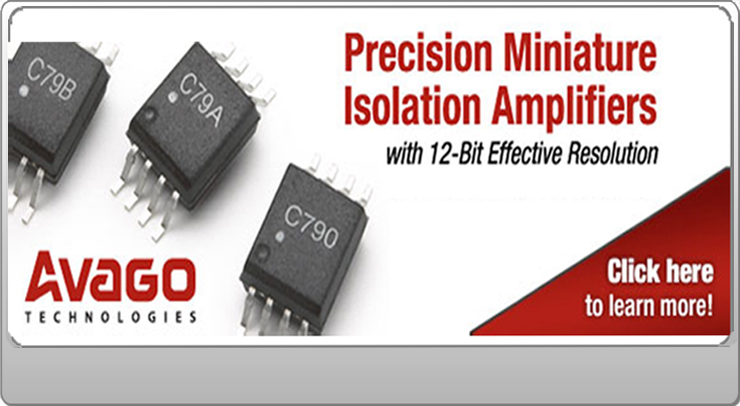 C79B
C79A
C790
Precision Miniature
Isolation Amplifiers
with 12-Bit Effective Resolution
AVAGO
TECHNOLOGIES
Click here
to learn more!